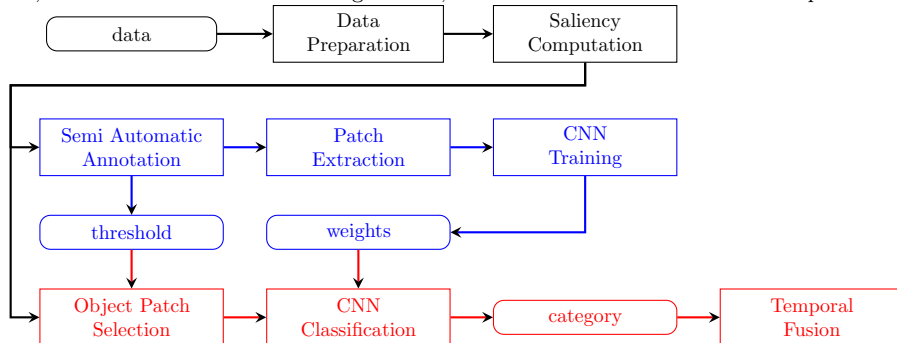 data
Data
Preparation
Saliency
Computation
Semi Automatic
Annotation
Patch
Extraction
CNN
Training
threshold
weights
Object Patch
Selection
CNN
Classification
category
Temporal
Fusion